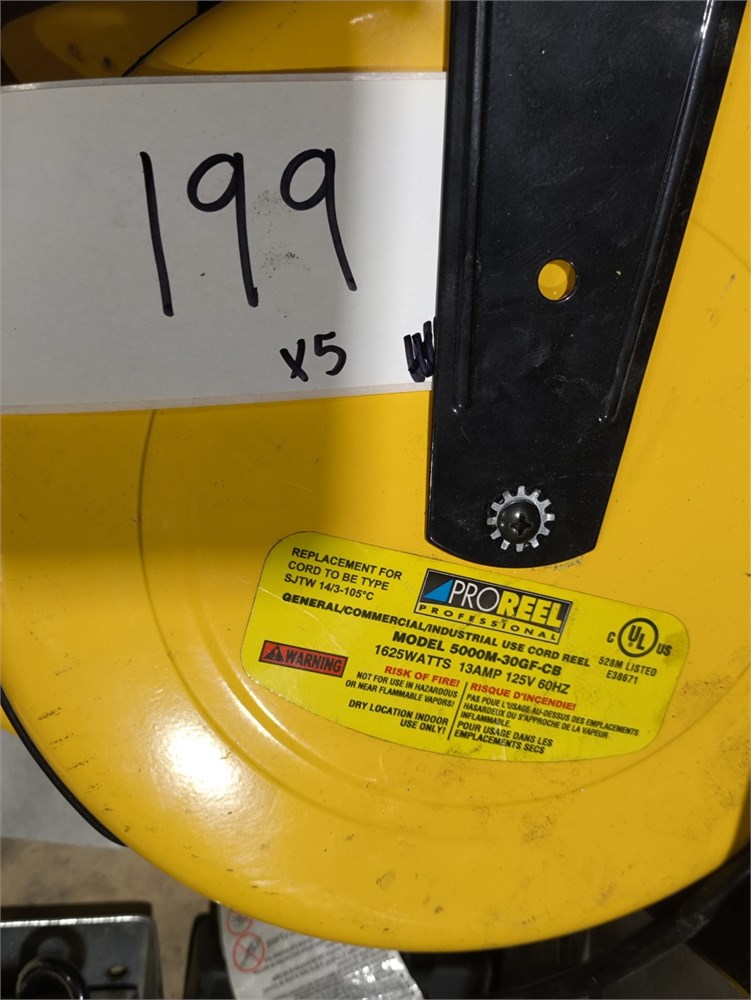 199
x5
REPLACEMENT FOR
CORD TO BE TYPE
SJTW 14/3-105°C
PROREEL
PROFESSIONAL
GENERAL/COMMERCIAL/INDUSTRIAL USE CORD REEL
MODEL 5000M-30GF-CB
1625WATTS 13AMP 125V 60HZ
C UL US
528M LISTED
E38671
WARNING
RISK OF FIRE!
NOT FOR USE IN HAZARDOUS
OR NEAR FLAMMABLE VAPORS!
DRY LOCATION INDOOR
USE ONLY!
RISQUE D'INCENDIE!
PAS POUR L'USAGE AU-DESSUS DES EMPLACEMENTS
HASARDEUX OU S'APPROCHE DE LA VAPEUR
INFLAMMABLE.
POUR USAGE DANS LES
EMPLACEMENTS SECS